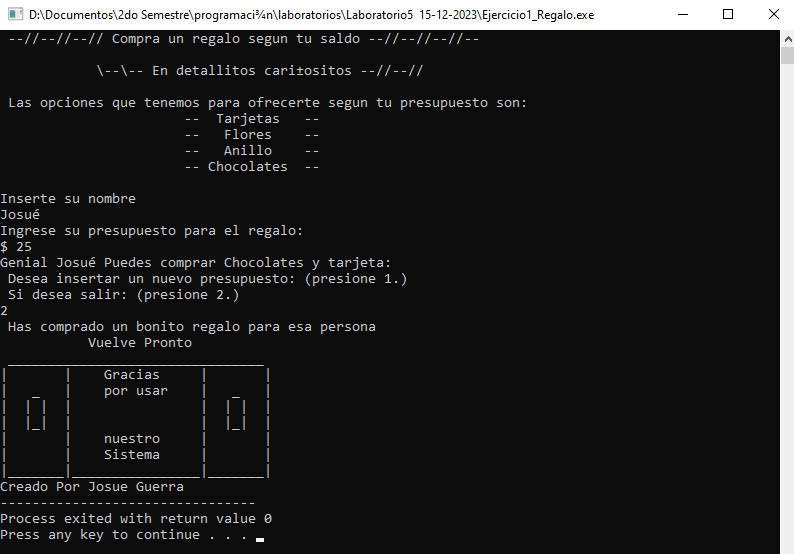 D:\Documentos\2do Semestre\programaci¾n\laboratorios\Laboratorio5 15-12-2023\Ejercicio1_Regalo.exe
--//--//--// Compra un regalo segun tu saldo --//--//--//--
\--\-- En detallitos cari±ositos --//--//
Las opciones que tenemos para ofrecerte segun tu presupuesto son:
-- Tarjetas --
-- Flores --
-- Anillo --
-- Chocolates --
Inserte su nombre
Josué
Ingrese su presupuesto para el regalo:
$ 25
Genial Josué Puedes comprar Chocolates y tarjeta:
Desea insertar un nuevo presupuesto: (presione 1.)
Si desea salir: (presione 2.)
2
Has comprado un bonito regalo para esa persona
Vuelve Pronto
Gracias
por usar
nuestro
Sistema
Creado Por Josue Guerra
--------------------------------
Process exited with return value 0
Press any key to continue . . .